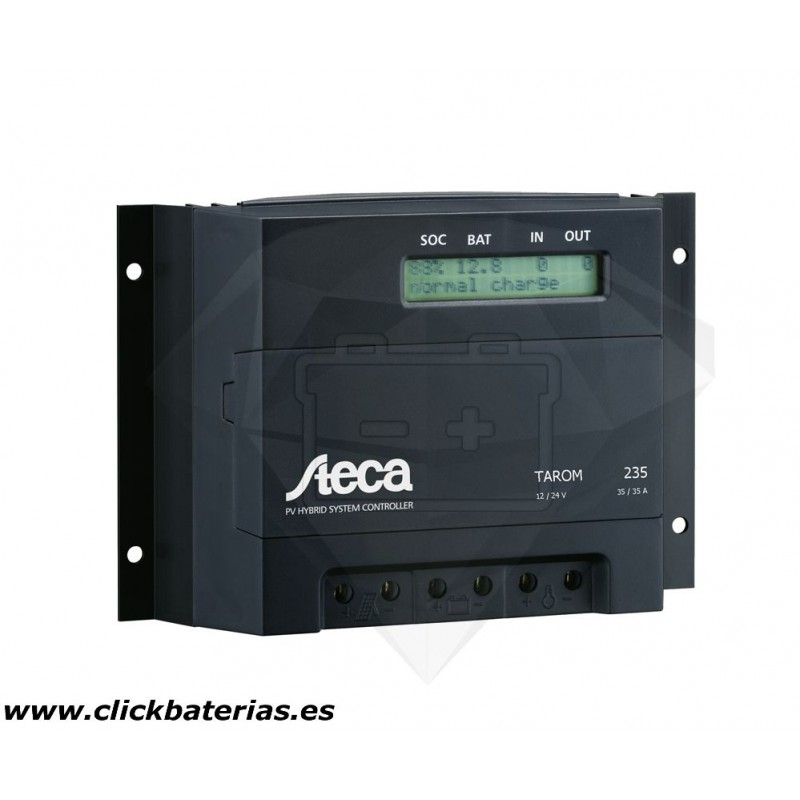 SOC BAT IN OUT
88% 12.8 0 0
normal charge
Steca
PV HYBRID SYSTEM CONTROLLER
TAROM 235
12 / 24 V 35 / 35 A
www.clickbaterias.es